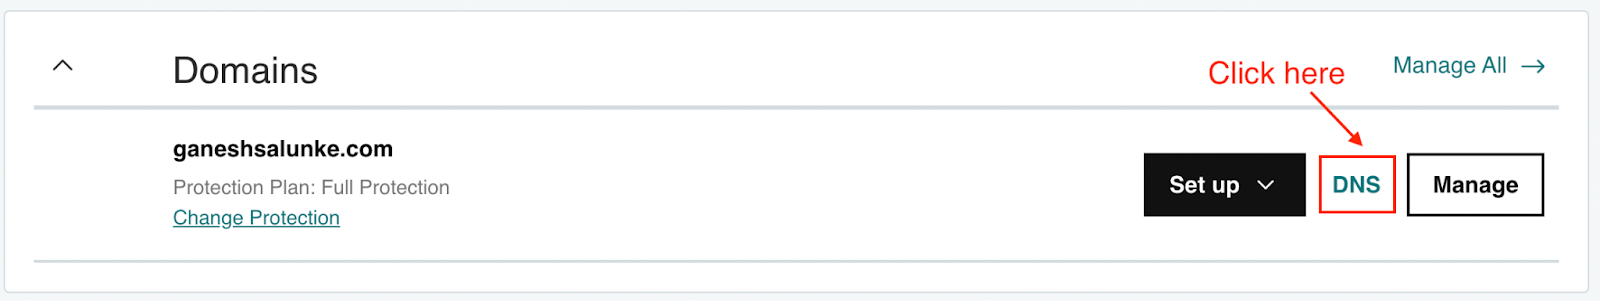 Domains
Click here
Manage All →
ganeshsalunke.com
Protection Plan: Full Protection
Change Protection
Set up
DNS
Manage